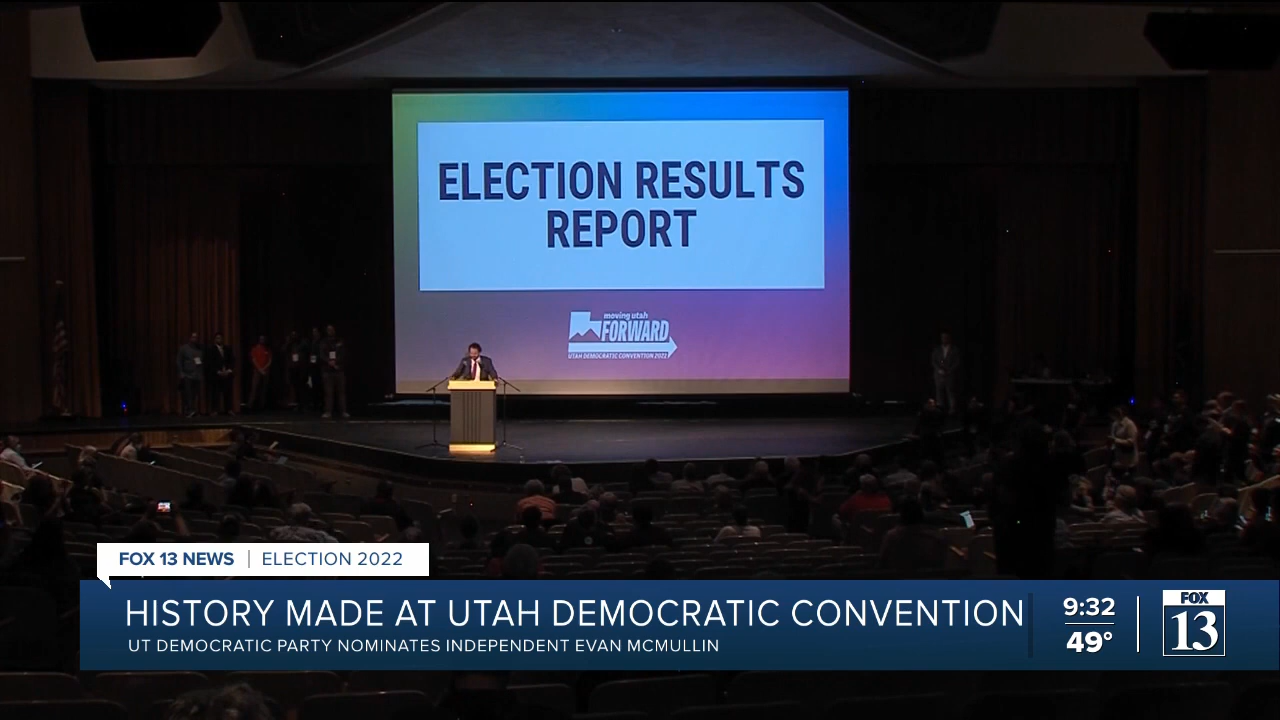 ELECTION RESULTS
REPORT
moving utah
FORWARD
UTAH DEMOCRATIC CONVENTION 2022
FOX 13 NEWS | ELECTION 2022
HISTORY MADE AT UTAH DEMOCRATIC CONVENTION
UT DEMOCRATIC PARTY NOMINATES INDEPENDENT EVAN MCMULLIN
9:32
49°
FOX
13